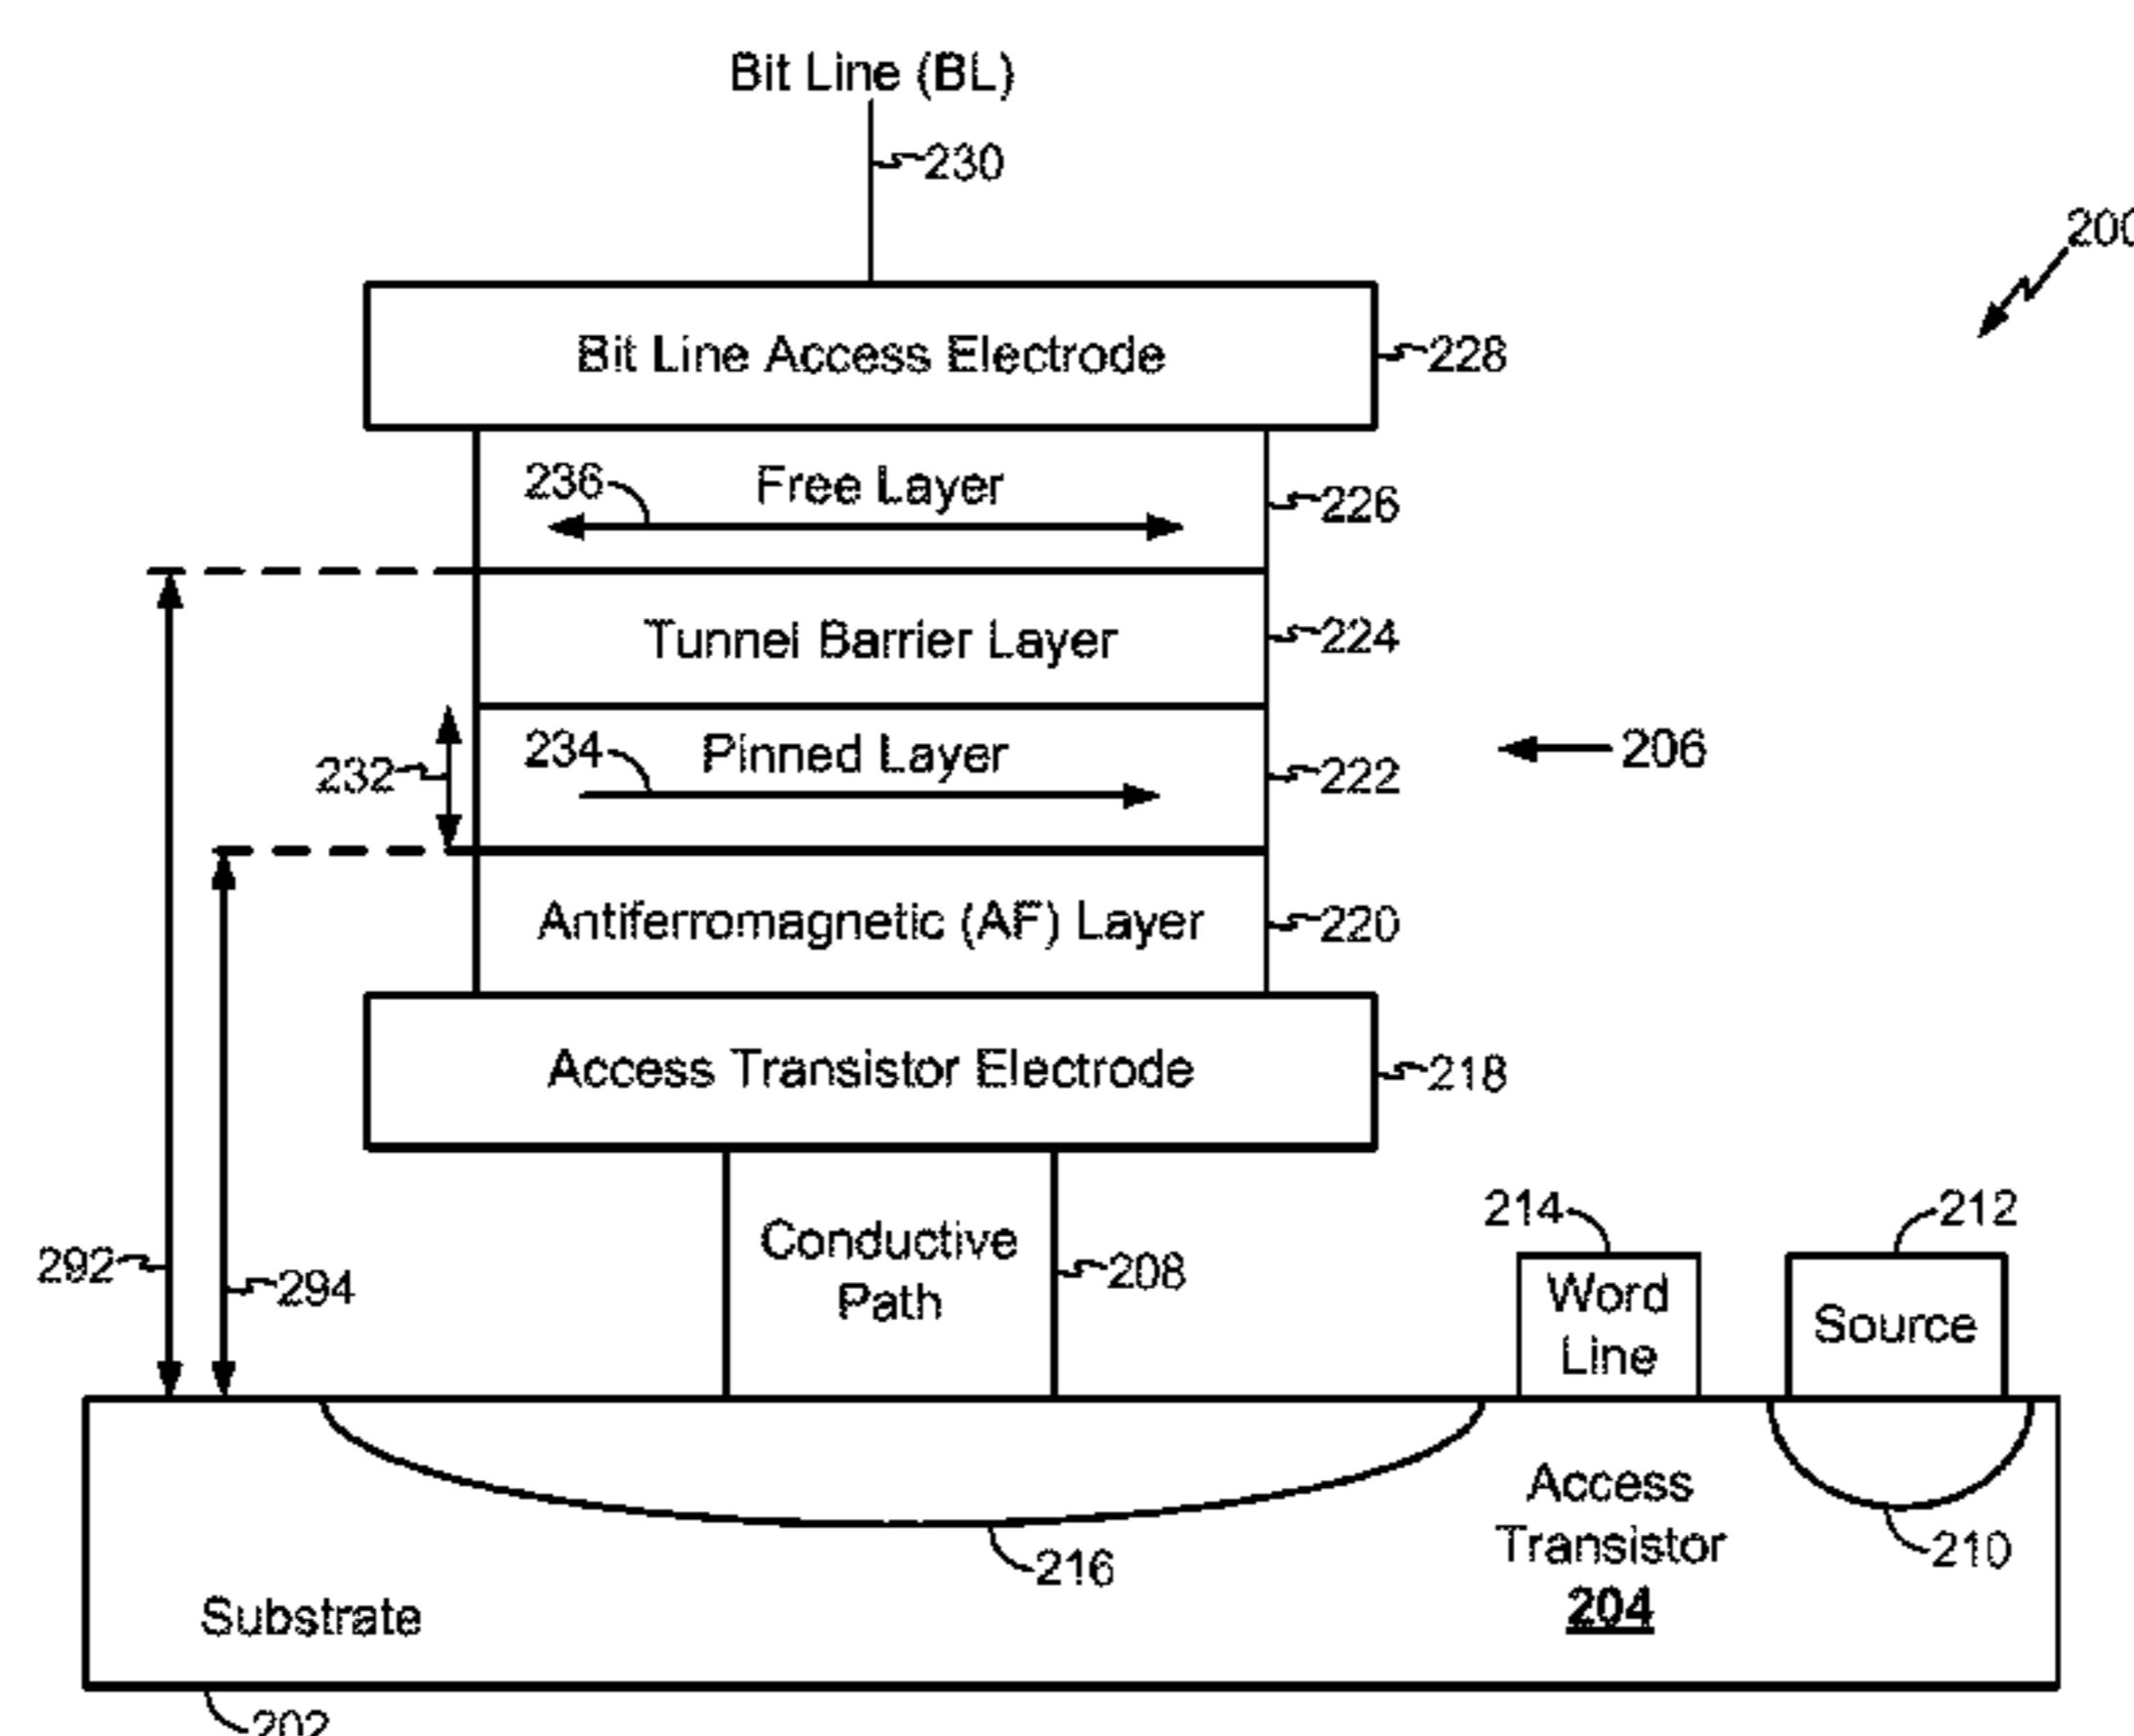 Bit Line (BL)
230
200
Bit Line Access Electrode
228
236
Free Layer
226
Tunnel Barrier Layer
224
234
Pinned Layer
232
222
206
Antiferromagnetic (AF) Layer
220
Access Transistor Electrode
218
214
212
Conductive
Path
208
292
294
Word
Line
Source
Access
Transistor
204
210
216
Substrate
202